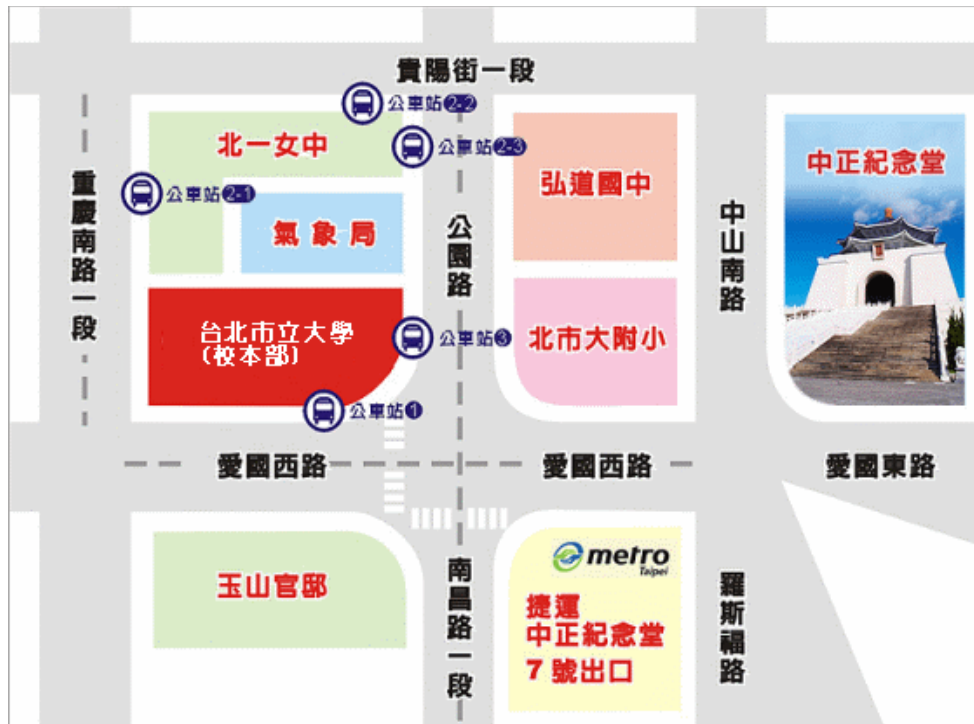 貴陽街一段
公車站2-2
北一女中
公車站2-3
弘道國中
中正紀念堂
重慶南路一段
公車站2-1
氣象局
公園路
中山南路
台北市立大學
(校本部)
公車站3
北市大附小
公車站1
愛國西路
愛國西路
愛國東路
玉山官邸
南昌路一段
metro
Taipei
捷運
中正紀念堂
7號出口
羅斯福路